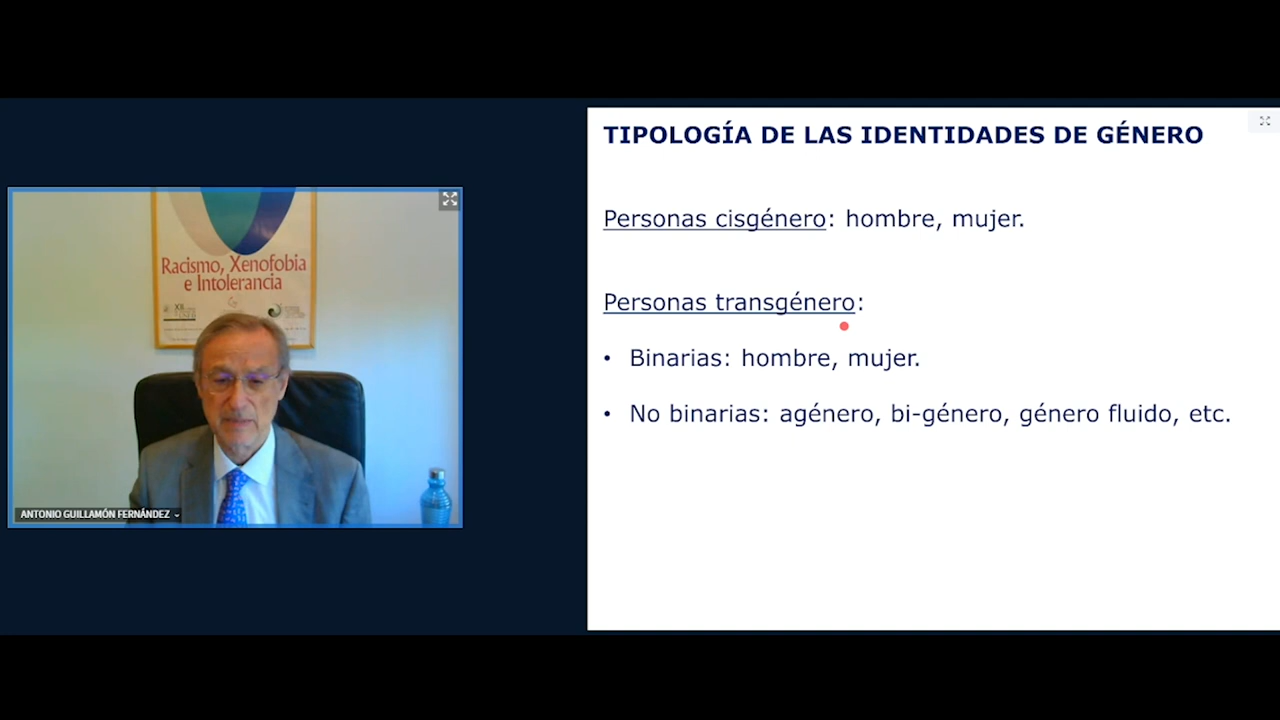 TIPOLOGÍA DE LAS IDENTIDADES DE GÉNERO
Personas cisgénero: hombre, mujer.
Personas transgénero:
• Binarias: hombre, mujer.
• No binarias: agénero, bi-género, género fluido, etc.
Racismo, Xenofobia
e Intolerancia
XII
ANTONIO GUILLAMÓN FERNÁNDEZ